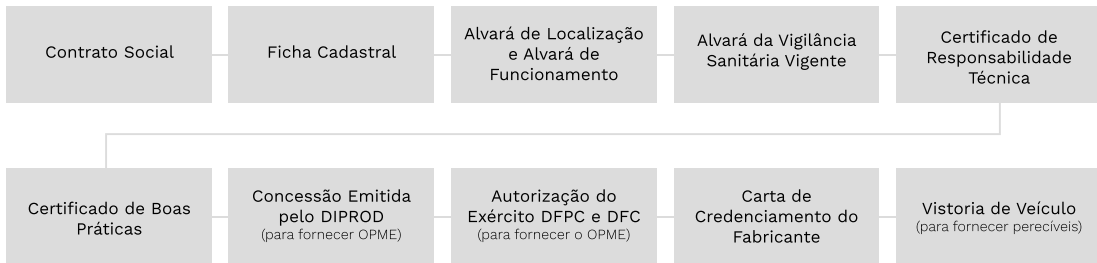 Contrato Social
Ficha Cadastral
Alvará de Localização
e Alvará de
Funcionamento
Alvará da Vigilância
Sanitária Vigente
Certificado de
Responsabilidade
Técnica
Certificado de Boas
Práticas
Concessão Emitida
pelo DIPROD
(para fornecer OPME)
Autorização do
Exército DFPC e DFC
(para fornecer o OPME)
Carta de
Credenciamento do
Fabricante
Vistoria de Veículo
(para fornecer perecíveis)